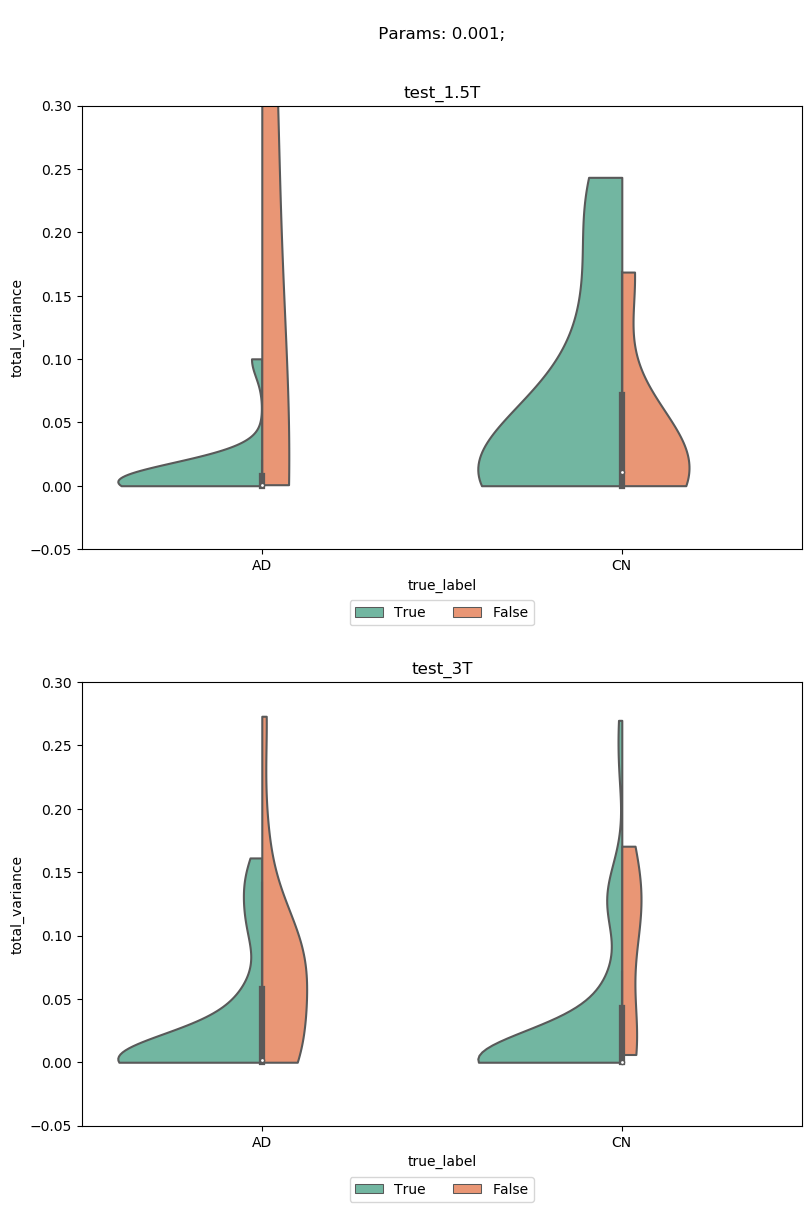 Params: 0.001;
test_1.5T
0.30
0.25
0.20
0.15
0.10
0.05
0.00
−0.05
total_variance
AD CN
true_label
True False
test_3T
0.30
0.25
0.20
0.15
0.10
0.05
0.00
−0.05
total_variance
AD CN
true_label
True False